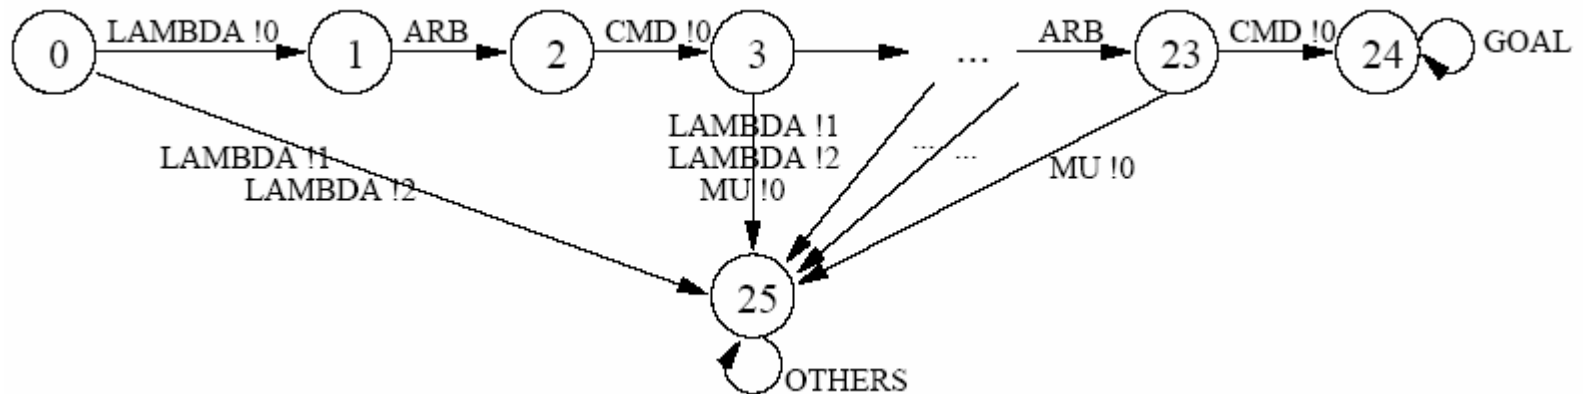 LAMBDA !0
ARB
CMD !0
ARB
CMD !0
GOAL
0
1
2
3
...
23
24
LAMBDA !1
LAMBDA !2
LAMBDA !1
LAMBDA !2
MU !0
...
...
MU !0
25
OTHERS